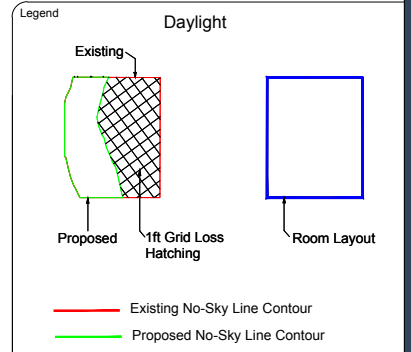 Legend
Daylight
Existing
Proposed
1ft Grid Loss
Hatching
Room Layout
Existing No-Sky Line Contour
Proposed No-Sky Line Contour